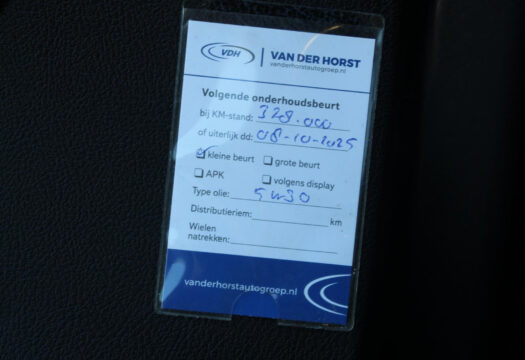 VDH | VAN DER HORST
vanderhorstautogroep.nl
Volgende onderhoudsbeurt
bij KM-stand: 328.000
of uiterlijk dd: 08-10-2025
kleine beurt grote beurt
APK volgens display
Type olie: 5w30
Distributieriem: km
Wielen
natrekken:
vanderhorstautogroep.nl